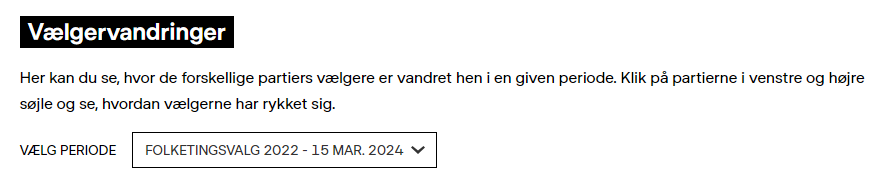 Vælgervandringer
Her kan du se, hvor de forskellige partiers vælgere er vandret hen i en given periode. Klik på partierne i venstre og højre
søjle og se, hvordan vælgerne har rykket sig.
VÆLG PERIODE FOLKETINGSVALG 2022 - 15 MAR. 2024